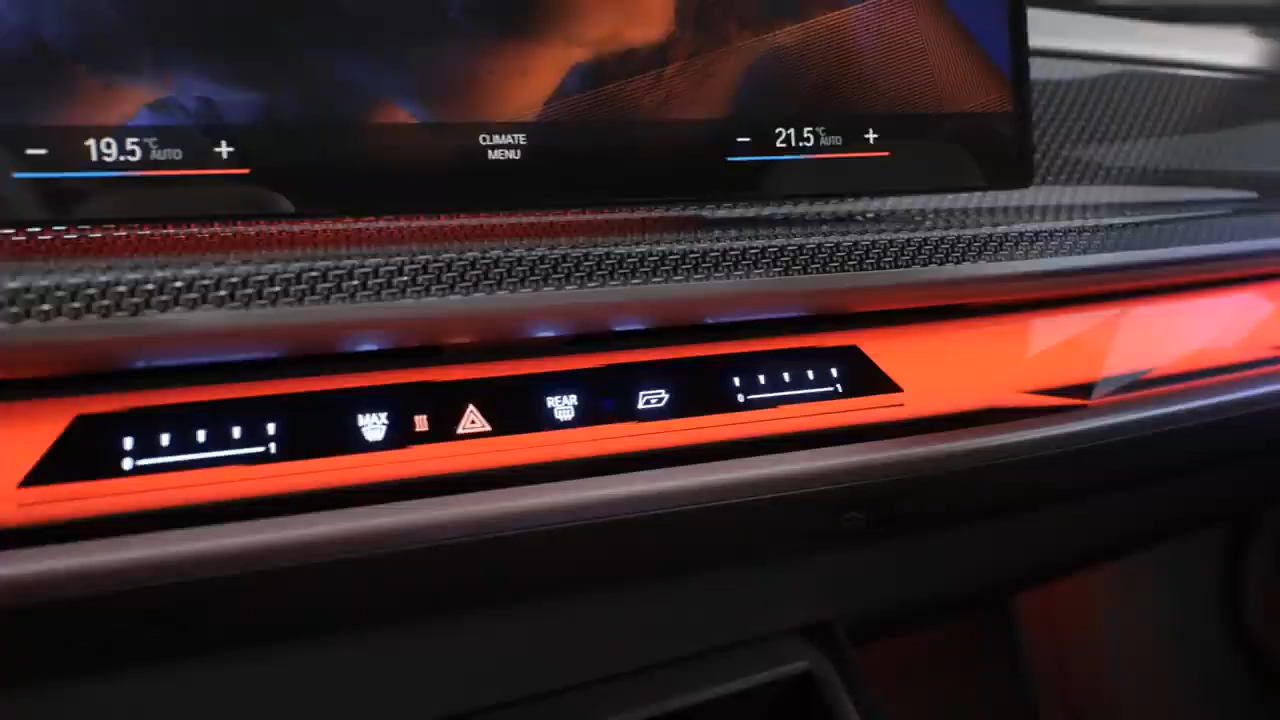 − 19.5 °C AUTO +
CLIMATE
MENU
− 21.5 °C AUTO +
0 1
MAX
REAR
0 1